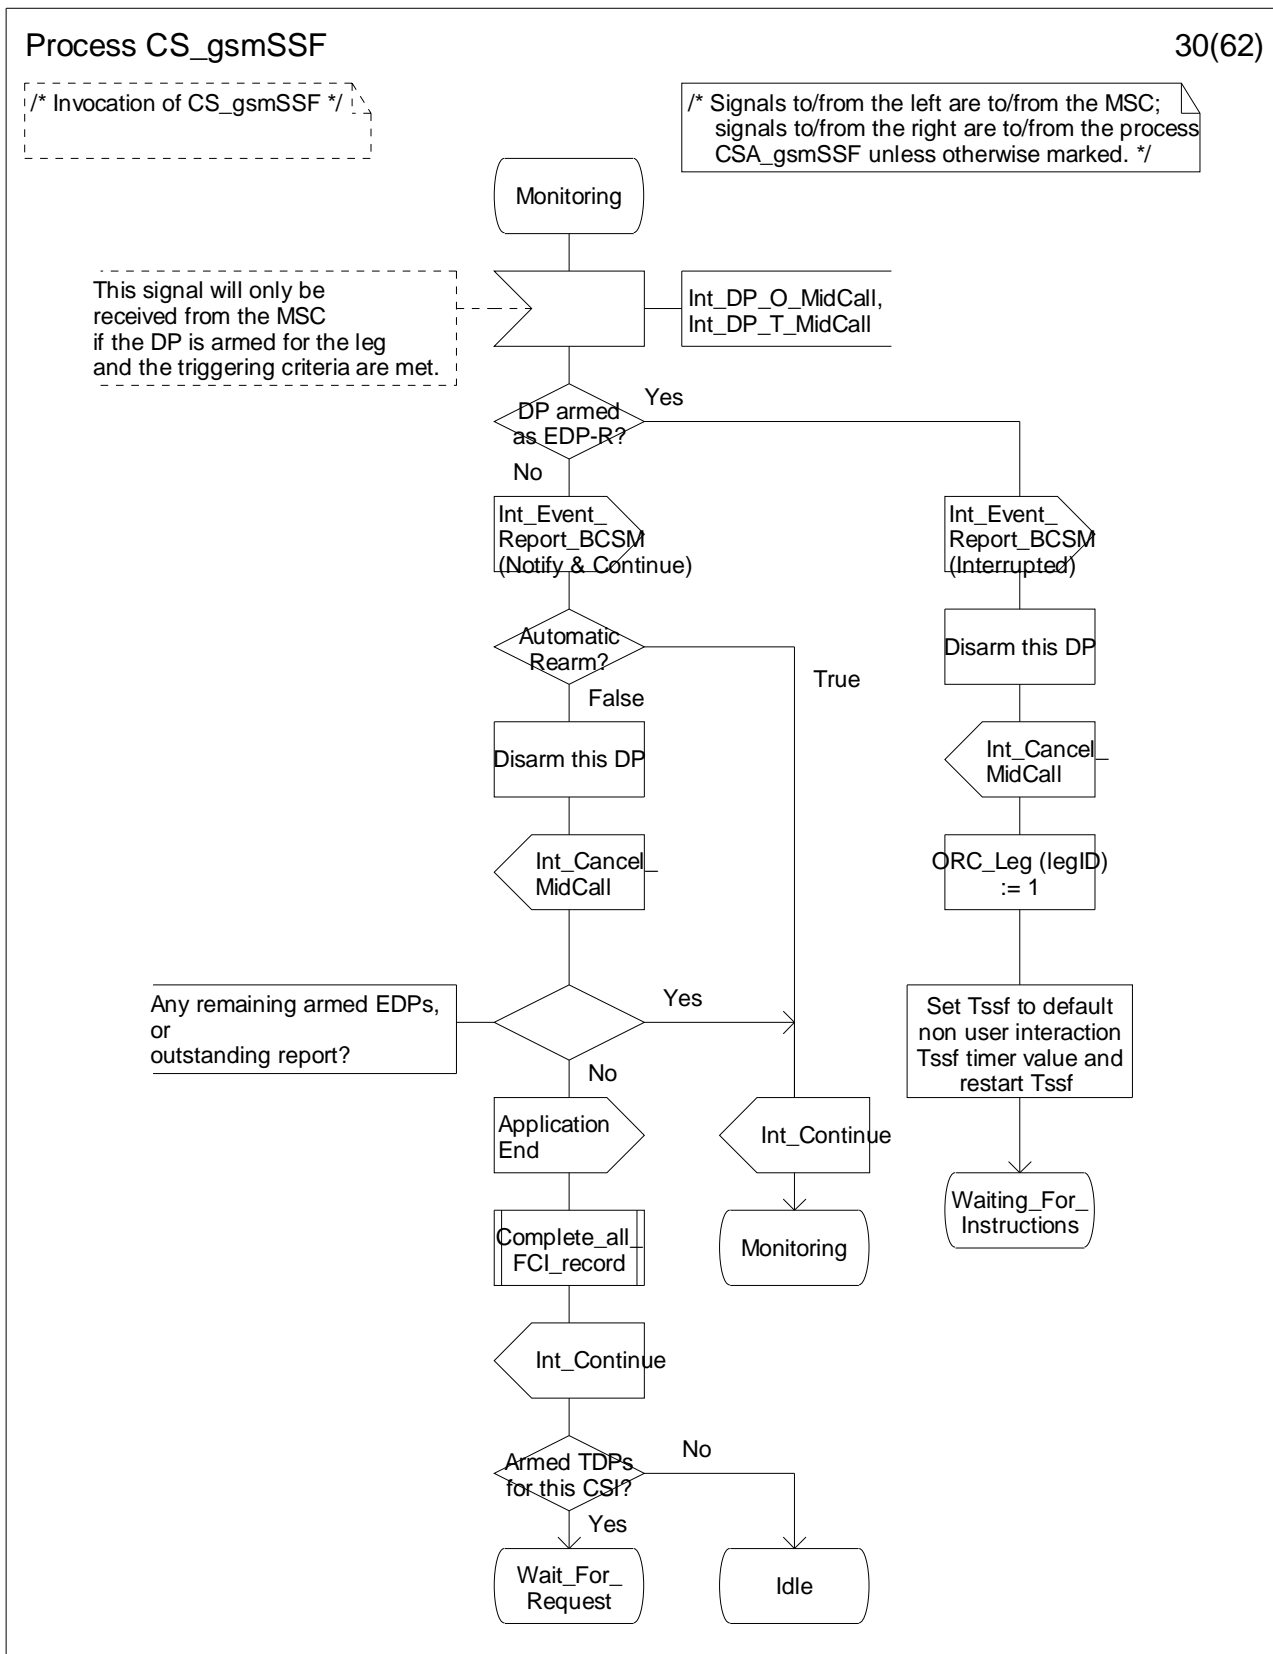 Process CS_gsmSSF
30(62)
/* Invocation of CS_gsmSSF */
/* Signals to/from the left are to/from the MSC;
signals to/from the right are to/from the process
CSA_gsmSSF unless otherwise marked. */
Monitoring
This signal will only be
received from the MSC
if the DP is armed for the leg
and the triggering criteria are met.
Int_DP_O_MidCall,
Int_DP_T_MidCall
DP armed
as EDP-R?
Yes
No
Int_Event_
Report_BCSM
(Notify & Continue)
Int_Event_
Report_BCSM
(Interrupted)
Automatic
Rearm?
True
False
Disarm this DP
Disarm this DP
Int_Cancel_
MidCall
Int_Cancel_
MidCall
ORC_Leg (legID)
:= 1
Any remaining armed EDPs,
or
outstanding report?
Yes
No
Set Tssf to default
non user interaction
Tssf timer value and
restart Tssf
Application
End
Int_Continue
Waiting_For_
Instructions
Complete_all_
FCI_record
Monitoring
Int_Continue
Armed TDPs
for this CSI?
No
Yes
Wait_For_
Request
Idle